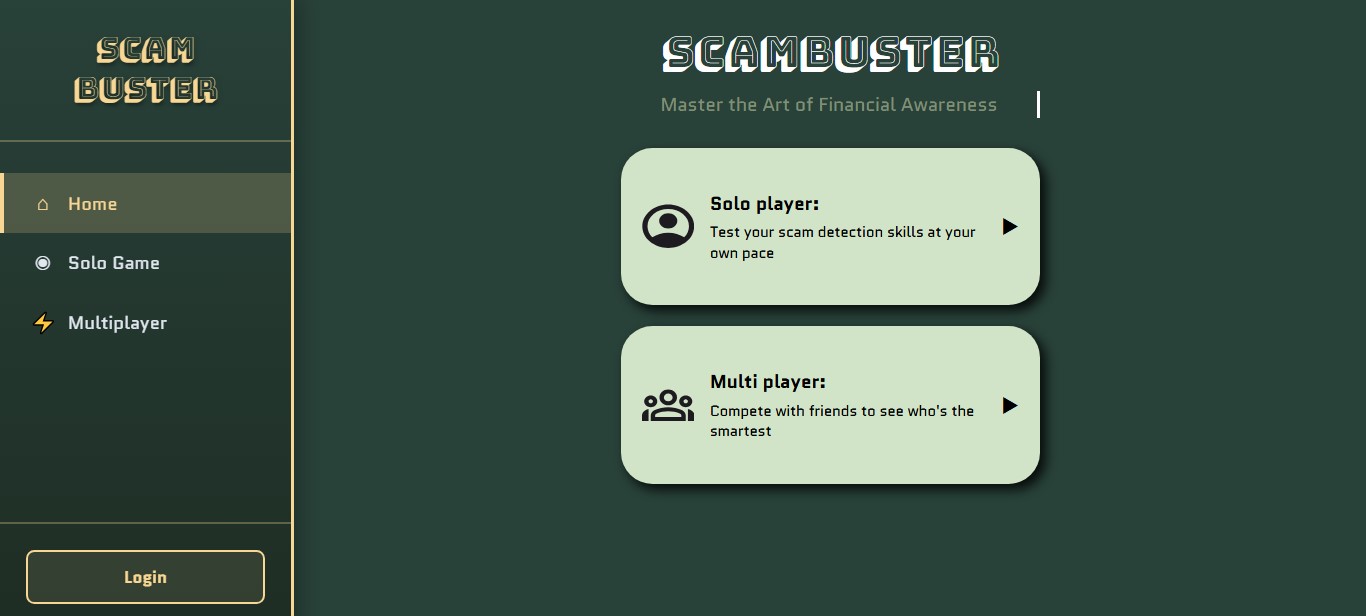 SCAM
BUSTER
Home
Solo Game
Multiplayer
Login
SCAMBUSTER
Master the Art of Financial Awareness
Solo player:
Test your scam detection skills at your
own pace
Multi player:
Compete with friends to see who's the
smartest